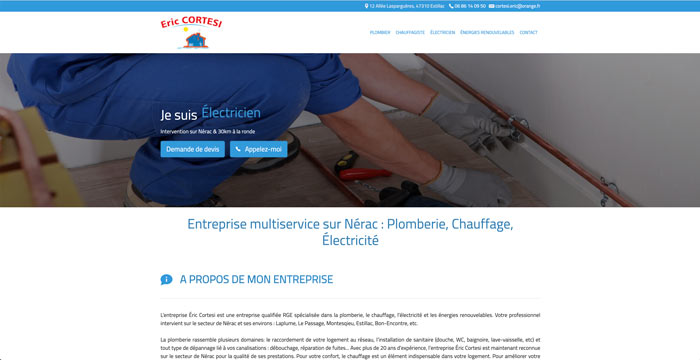 12 Allée Lasparguères, 47310 Estillac 06 86 14 09 50 cortesi.eric@orange.fr
Eric CORTESI
PLOMBIER CHAUFFAGISTE ÉLECTRICIEN ÉNERGIES RENOUVELABLES CONTACT
Je suis Électricien
Intervention sur Nérac & 30km à la ronde
Demande de devis Appelez-moi
Entreprise multiservice sur Nérac : Plomberie, Chauffage,
Électricité
A PROPOS DE MON ENTREPRISE
L'entreprise Éric Cortesi est une entreprise qualifiée RGE spécialisée dans la plomberie, le chauffage, l'électricité et les énergies renouvelables. Votre professionnel
intervient sur le secteur de Nérac et ses environs : Laplume, Le Passage, Montesqieu, Estillac, Bon-Encontre, etc.
La plomberie rassemble plusieurs domaines: le raccordement de votre logement au réseau, l'installation de sanitaire (douche, WC, baignoire, lave-vaisselle, etc) et
tout type de dépannage lié à vos canalisations : débouchage, réparation de fuites... Avec plus de 20 ans d'expérience, l'entreprise Éric Cortesi est maintenant reconnue
sur le secteur de Nérac pour la qualité de ses prestations. Pour votre confort, le chauffage est un élément indispensable dans votre logement. Pour améliorer votre